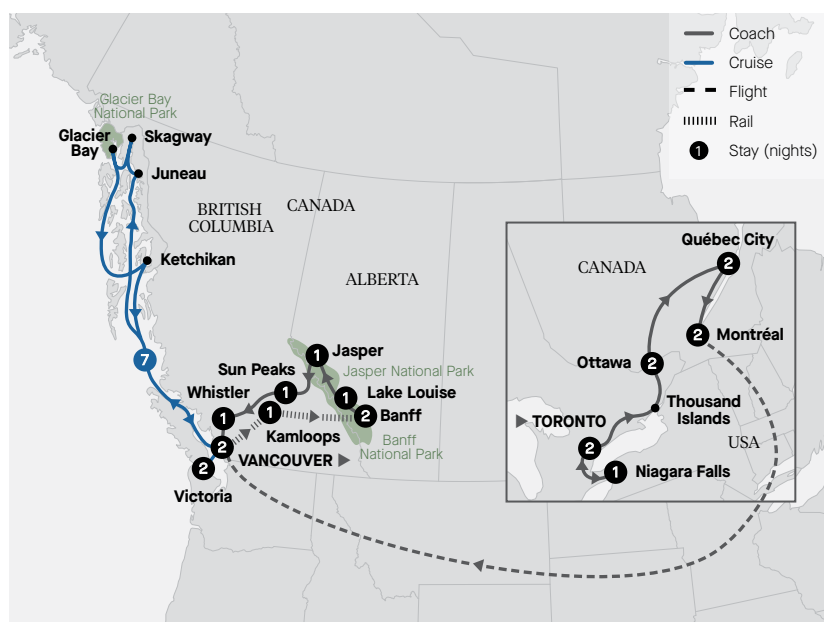 Coach
Cruise
Flight
Rail
1 Stay (nights)
Glacier Bay
National Park
Glacier
Bay
Skagway
Juneau
BRITISH
COLUMBIA
CANADA
Ketchikan
ALBERTA
7
1 Jasper
Jasper National Park
Sun Peaks
1
1 Lake Louise
Whistler
1
1
2 Banff
Kamloops
Banff
National Park
2
VANCOUVER
2
Victoria
Québec City
2
CANADA
2 Montréal
Ottawa 2
Thousand
Islands
TORONTO
2
USA
1 Niagara Falls